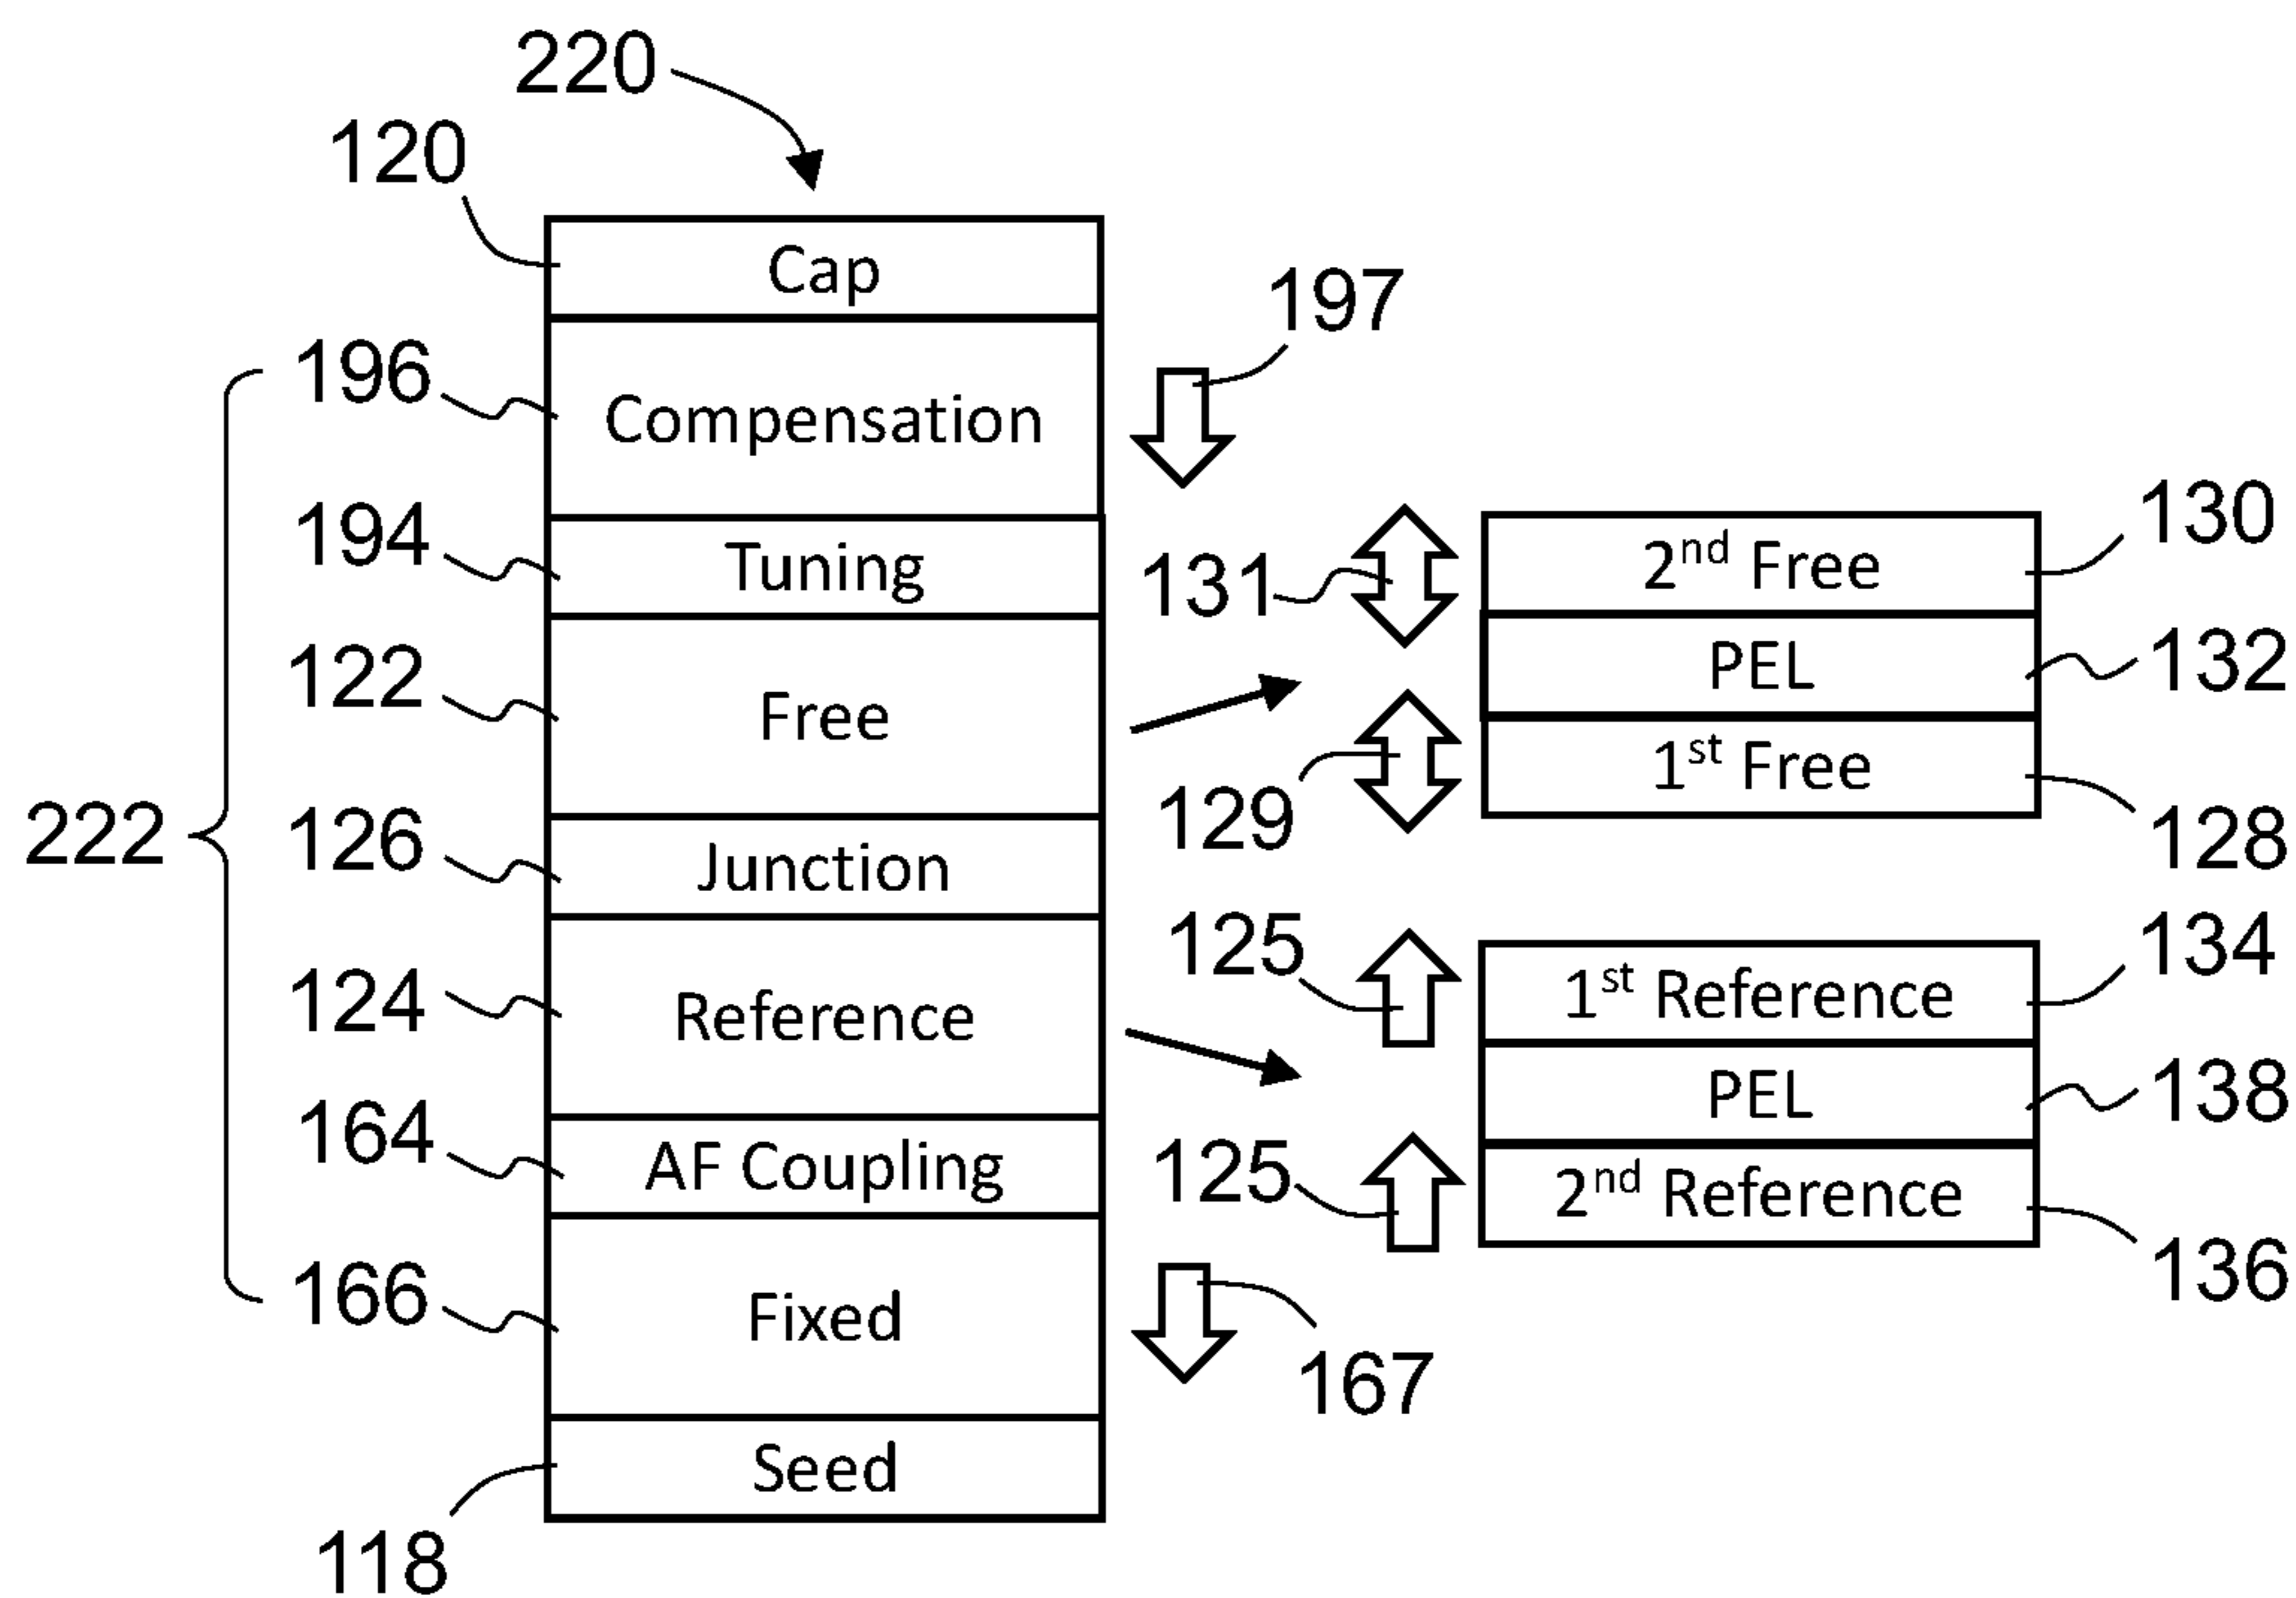 220
120
Cap
197
196
Compensation
130
194
Tuning
131
2nd Free
122
Free
PEL
132
1st Free
222
126
Junction
129
128
125
134
124
Reference
1st Reference
PEL
138
164
AF Coupling
125
2nd Reference
166
Fixed
136
167
Seed
118